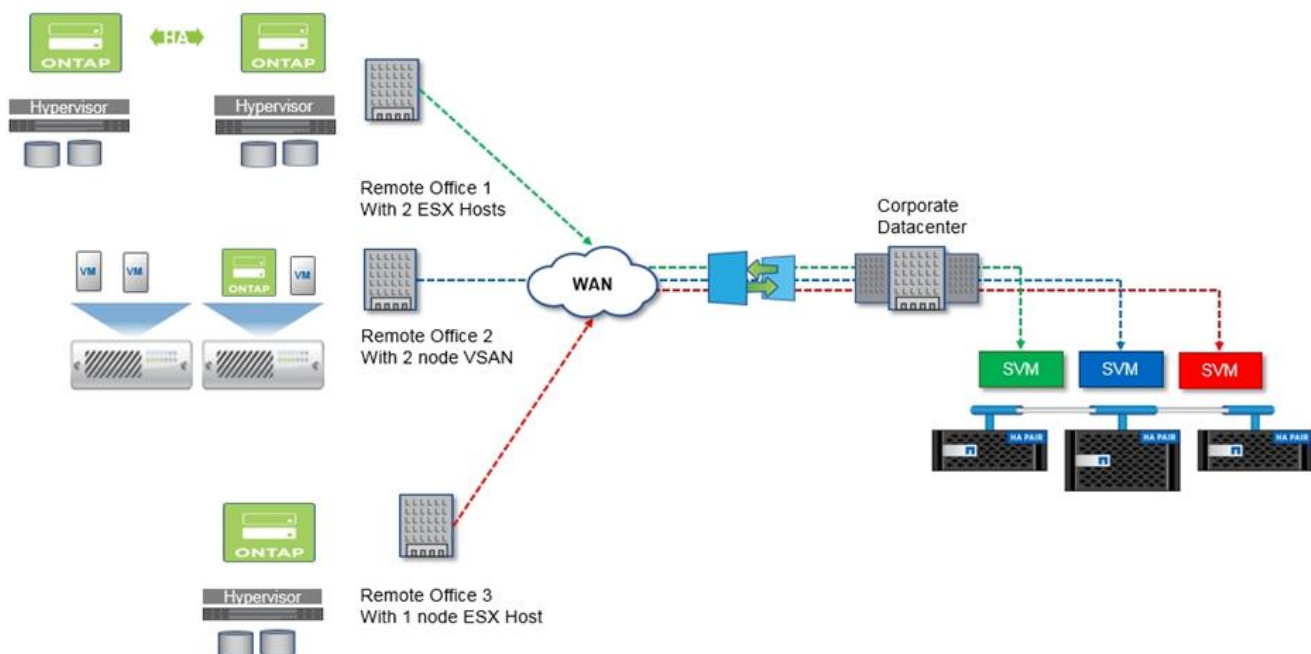 ONTAP
HA
ONTAP
Hypervisor
Hypervisor
Remote Office 1
With 2 ESX Hosts
VM
VM
VM
Remote Office 2
With 2 node VSAN
WAN
Corporate
Datacenter
SVM
SVM
SVM
HA PAIR
HA PAIR
HA PAIR
ONTAP
Hypervisor
Remote Office 3
With 1 node ESX Host